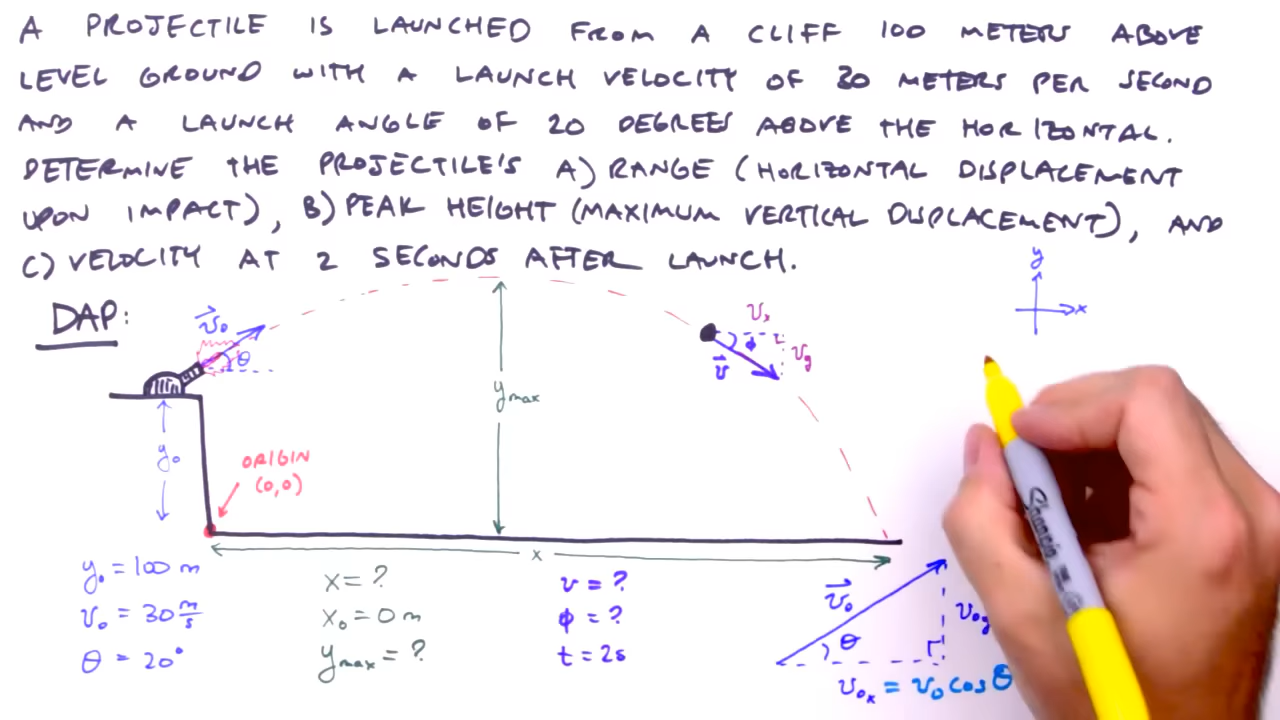 A PROJECTILE IS LAUNCHED FROM A CLIFF 100 METERS ABOVE
LEVEL GROUND WITH A LAUNCH VELOCITY OF 30 METERS PER SECOND
AND A LAUNCH ANGLE OF 20 DEGREES ABOVE THE HORIZONTAL.
DETERMINE THE PROJECTILE'S A) RANGE (HORIZONTAL DISPLACEMENT
UPON IMPACT), B) PEAK HEIGHT (MAXIMUM VERTICAL DISPLACEMENT), AND
C) VELOCITY AT 2 SECONDS AFTER LAUNCH.
y
x
DAP:
v⃗₀
θ
vₓ
ϕ
v_y
v⃗
y_max
y₀
ORIGIN
(0,0)
x
y₀ = 100 m
x = ?
v = ?
v₀ = 30 m/s
x₀ = 0 m
ϕ = ?
θ = 20°
y_max = ?
t = 2s
v⃗₀
v₀y
θ
v₀ₓ = v₀ cos θ
Sharpie